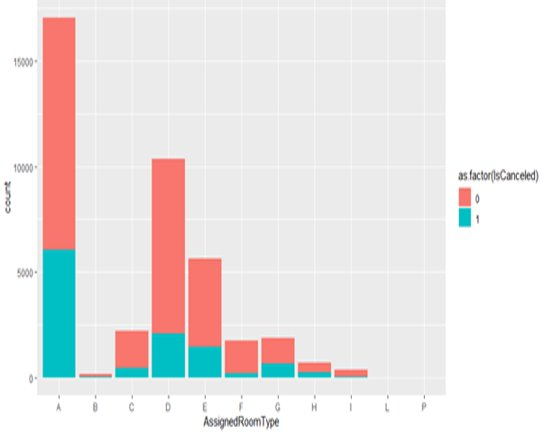 15000
10000
5000
0
count
A B C D E F G H I L P
AssignedRoomType
as.factor(IsCanceled)
0
1